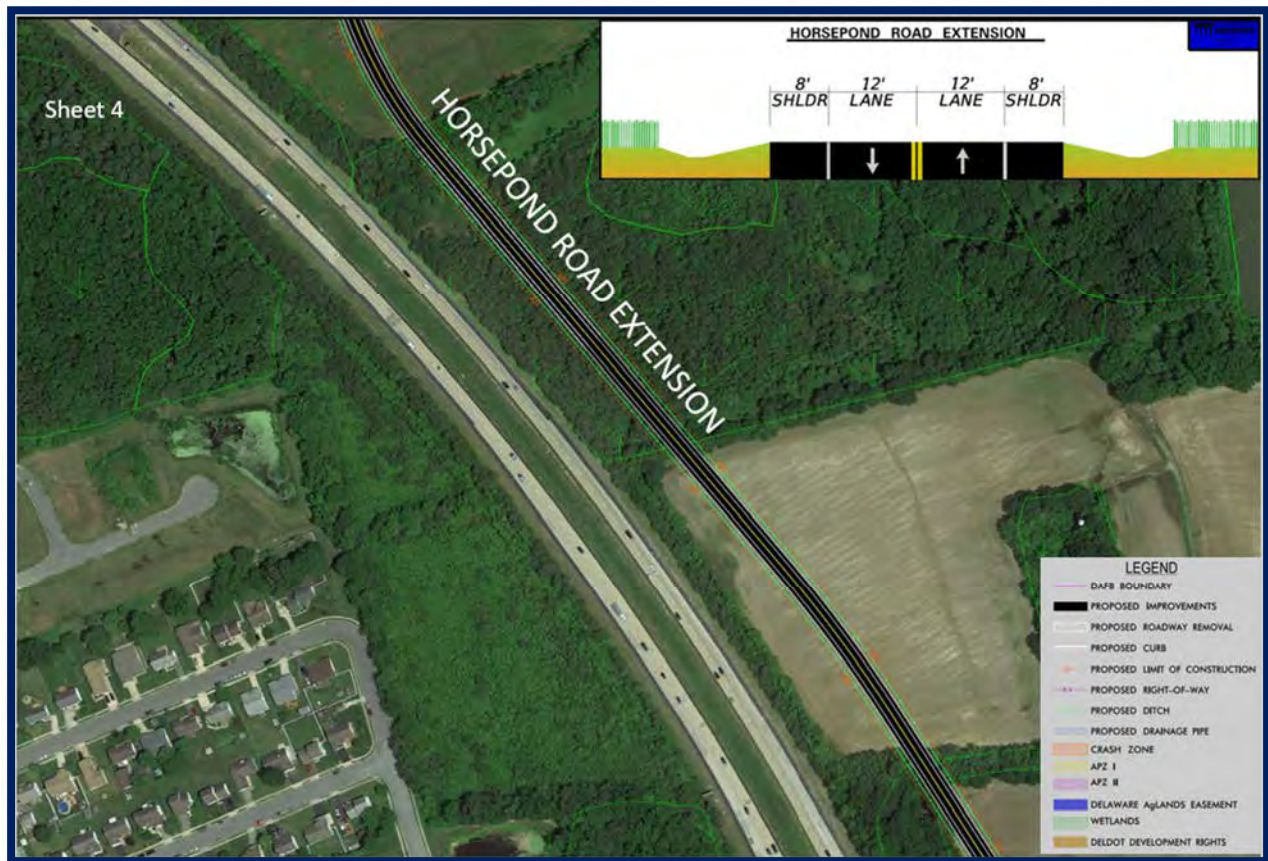 HORSEPOND ROAD EXTENSION
8' 12' 12' 8'
SHLDR LANE LANE SHLDR
Sheet 4
HORSEPOND ROAD EXTENSION
LEGEND
DAFB BOUNDARY
PROPOSED IMPROVEMENTS
PROPOSED ROADWAY REMOVAL
PROPOSED CURB
PROPOSED LIMIT OF CONSTRUCTION
PROPOSED RIGHT-OF-WAY
PROPOSED DITCH
PROPOSED DRAINAGE PIPE
CRASH ZONE
APZ I
APZ II
DELAWARE AgLANDS EASEMENT
WETLANDS
DELDOT DEVELOPMENT RIGHTS